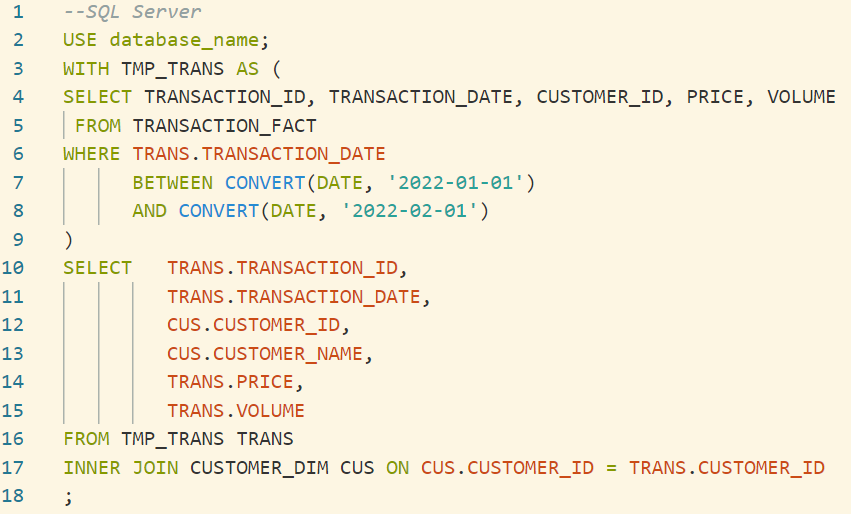 1 --SQL Server
2 USE database_name;
3 WITH TMP_TRANS AS (
4 SELECT TRANSACTION_ID, TRANSACTION_DATE, CUSTOMER_ID, PRICE, VOLUME
5  FROM TRANSACTION_FACT
6 WHERE TRANS.TRANSACTION_DATE
7       BETWEEN CONVERT(DATE, '2022-01-01')
8       AND CONVERT(DATE, '2022-02-01')
9 )
10 SELECT   TRANS.TRANSACTION_ID,
11          TRANS.TRANSACTION_DATE,
12          CUS.CUSTOMER_ID,
13          CUS.CUSTOMER_NAME,
14          TRANS.PRICE,
15          TRANS.VOLUME
16 FROM TMP_TRANS TRANS
17 INNER JOIN CUSTOMER_DIM CUS ON CUS.CUSTOMER_ID = TRANS.CUSTOMER_ID
18 ;